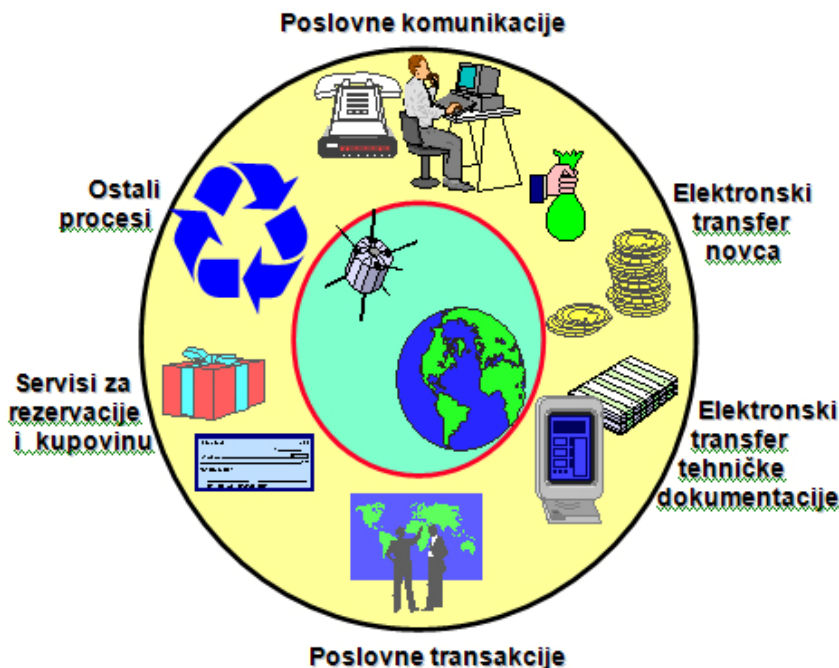 Poslovne komunikacije
Ostali
procesi
Elektronski
transfer
novca
Servisi za
rezervacije
i kupovinu
Elektronski
transfer
tehničke
dokumentacije
Poslovne transakcije